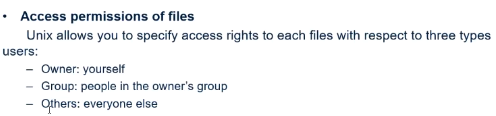 • Access permissions of files
Unix allows you to specify access rights to each files with respect to three types
users:
– Owner: yourself
– Group: people in the owner's group
– Others: everyone else